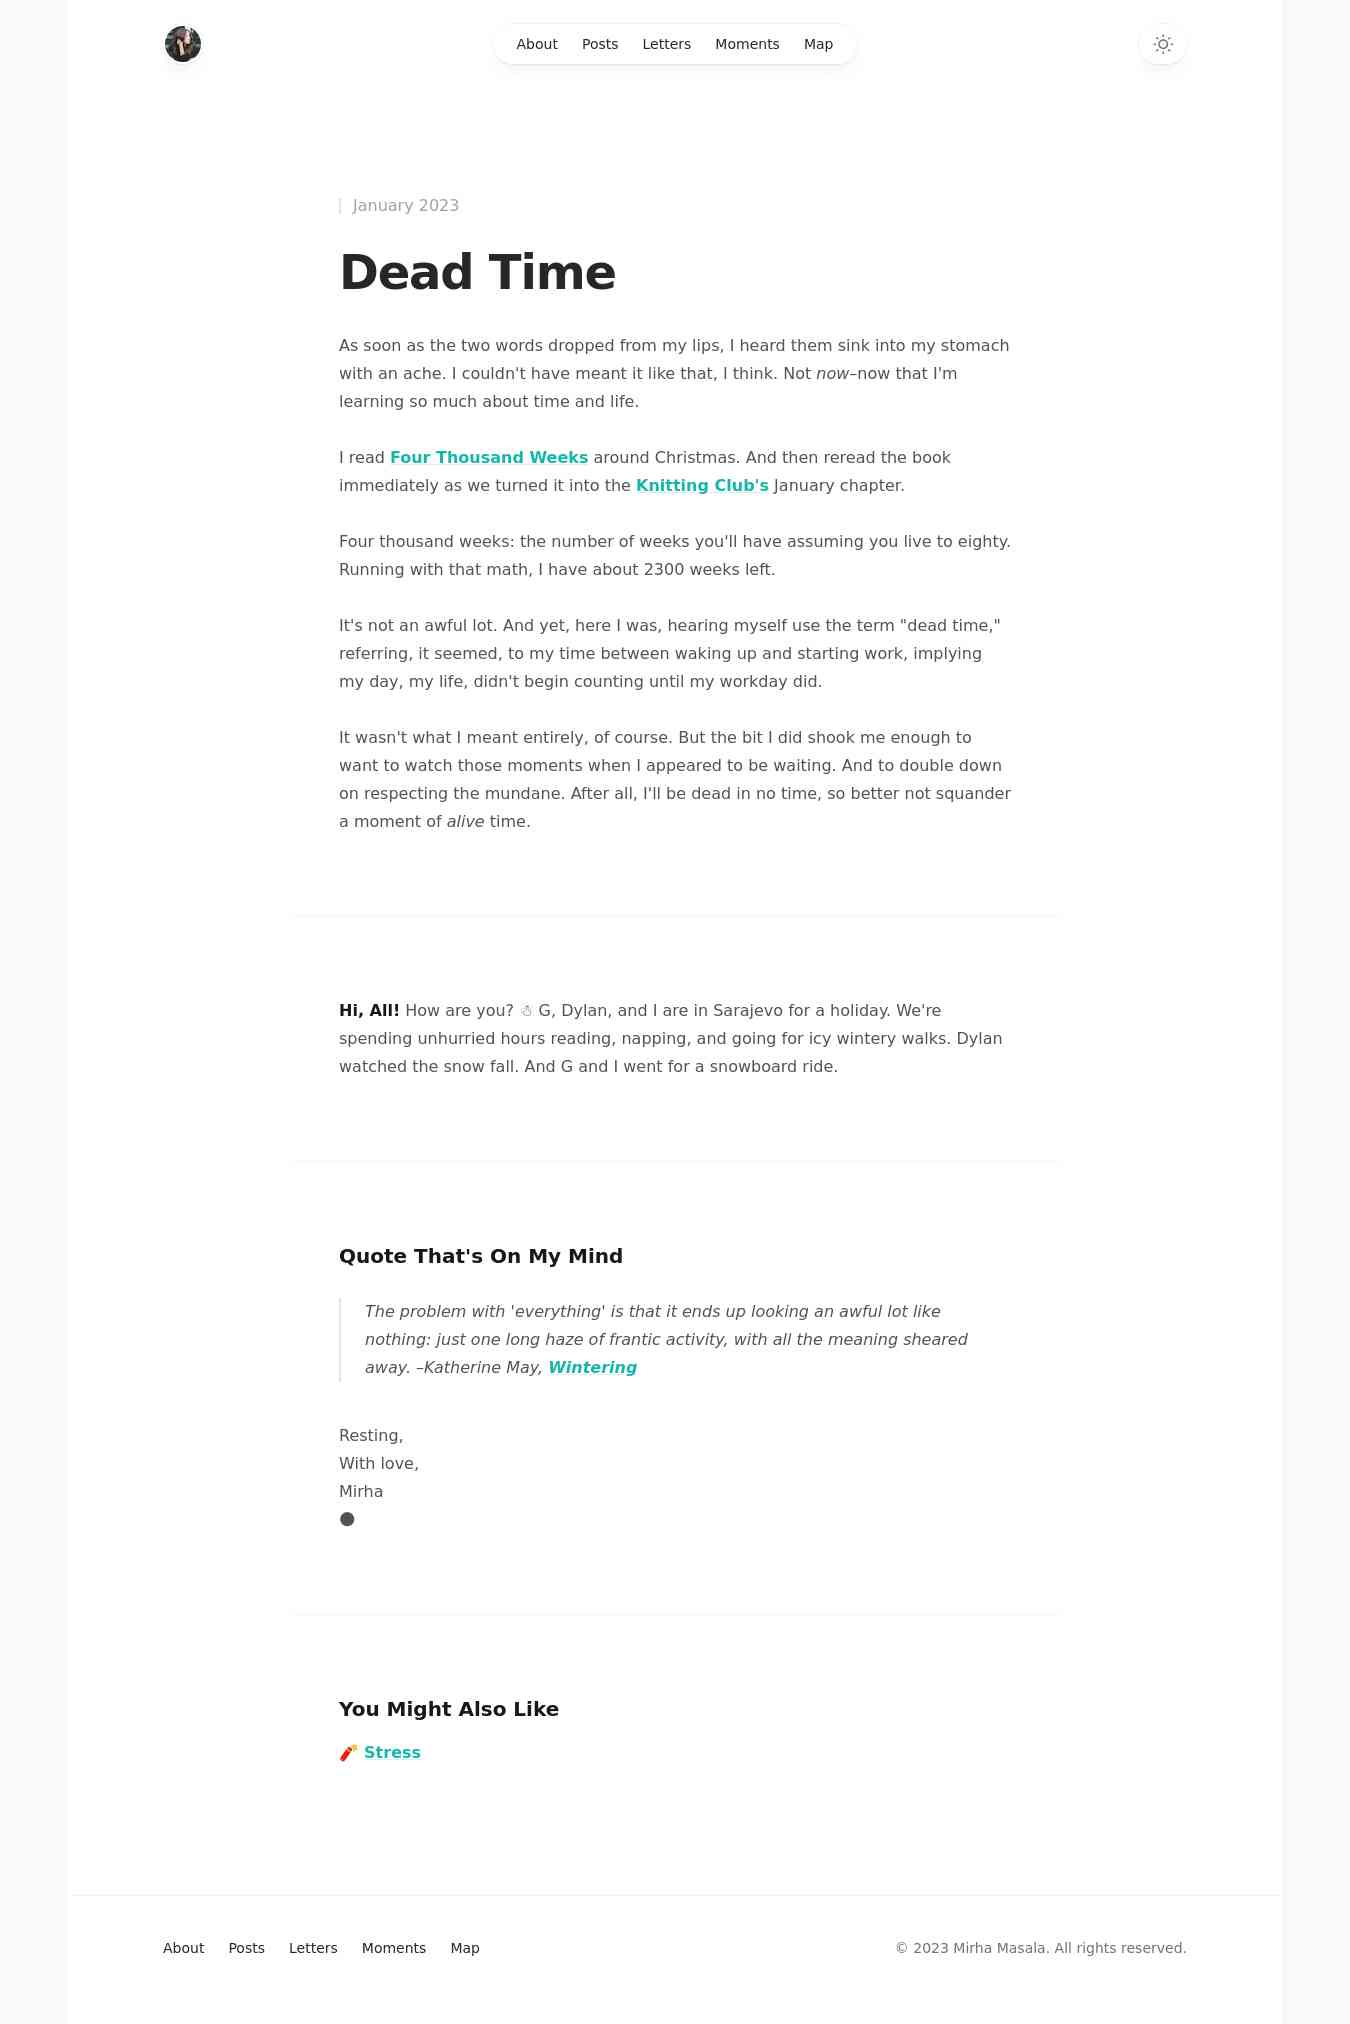 About Posts Letters Moments Map
January 2023
Dead Time
As soon as the two words dropped from my lips, I heard them sink into my stomach
with an ache. I couldn't have meant it like that, I think. Not now–now that I'm
learning so much about time and life.
I read Four Thousand Weeks around Christmas. And then reread the book
immediately as we turned it into the Knitting Club's January chapter.
Four thousand weeks: the number of weeks you'll have assuming you live to eighty.
Running with that math, I have about 2300 weeks left.
It's not an awful lot. And yet, here I was, hearing myself use the term "dead time,"
referring, it seemed, to my time between waking up and starting work, implying
my day, my life, didn't begin counting until my workday did.
It wasn't what I meant entirely, of course. But the bit I did shook me enough to
want to watch those moments when I appeared to be waiting. And to double down
on respecting the mundane. After all, I'll be dead in no time, so better not squander
a moment of alive time.
Hi, All! How are you? ☃ G, Dylan, and I are in Sarajevo for a holiday. We're
spending unhurried hours reading, napping, and going for icy wintery walks. Dylan
watched the snow fall. And G and I went for a snowboard ride.
Quote That's On My Mind
The problem with 'everything' is that it ends up looking an awful lot like
nothing: just one long haze of frantic activity, with all the meaning sheared
away. –Katherine May, Wintering
Resting,
With love,
Mirha
●
You Might Also Like
🧨 Stress
About Posts Letters Moments Map
© 2023 Mirha Masala. All rights reserved.